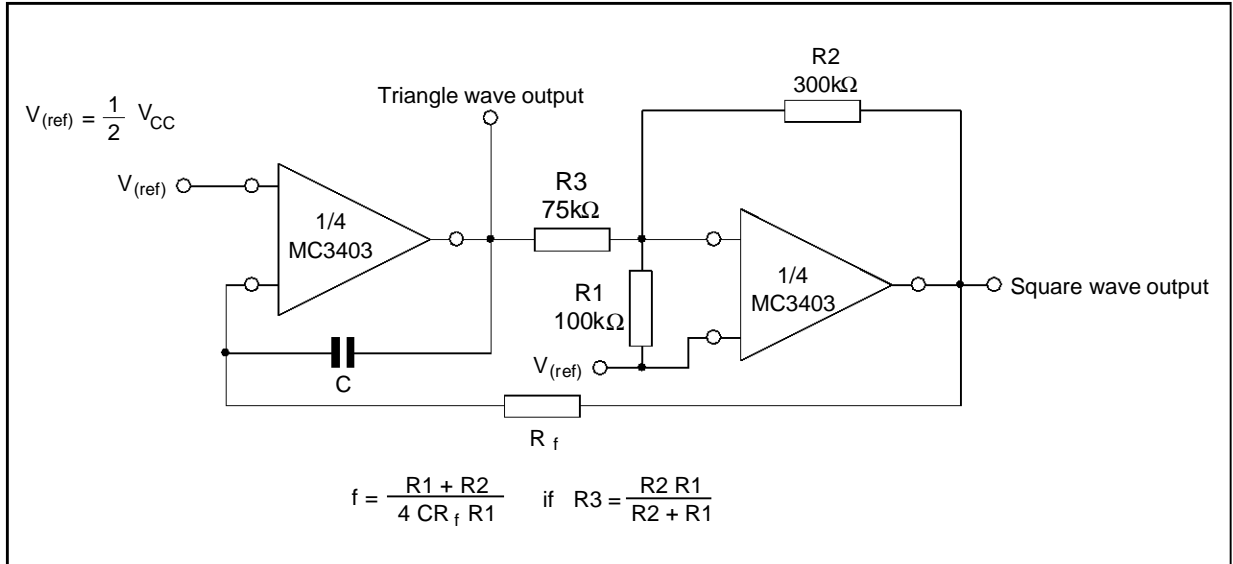 V(ref) = 1/2 VCC
Triangle wave output
R2
300kΩ
V(ref)
1/4
MC3403
R3
75kΩ
R1
100kΩ
1/4
MC3403
Square wave output
V(ref)
C
R f
f = R1 + R2 / 4 CR f R1 if R3 = R2 R1 / R2 + R1